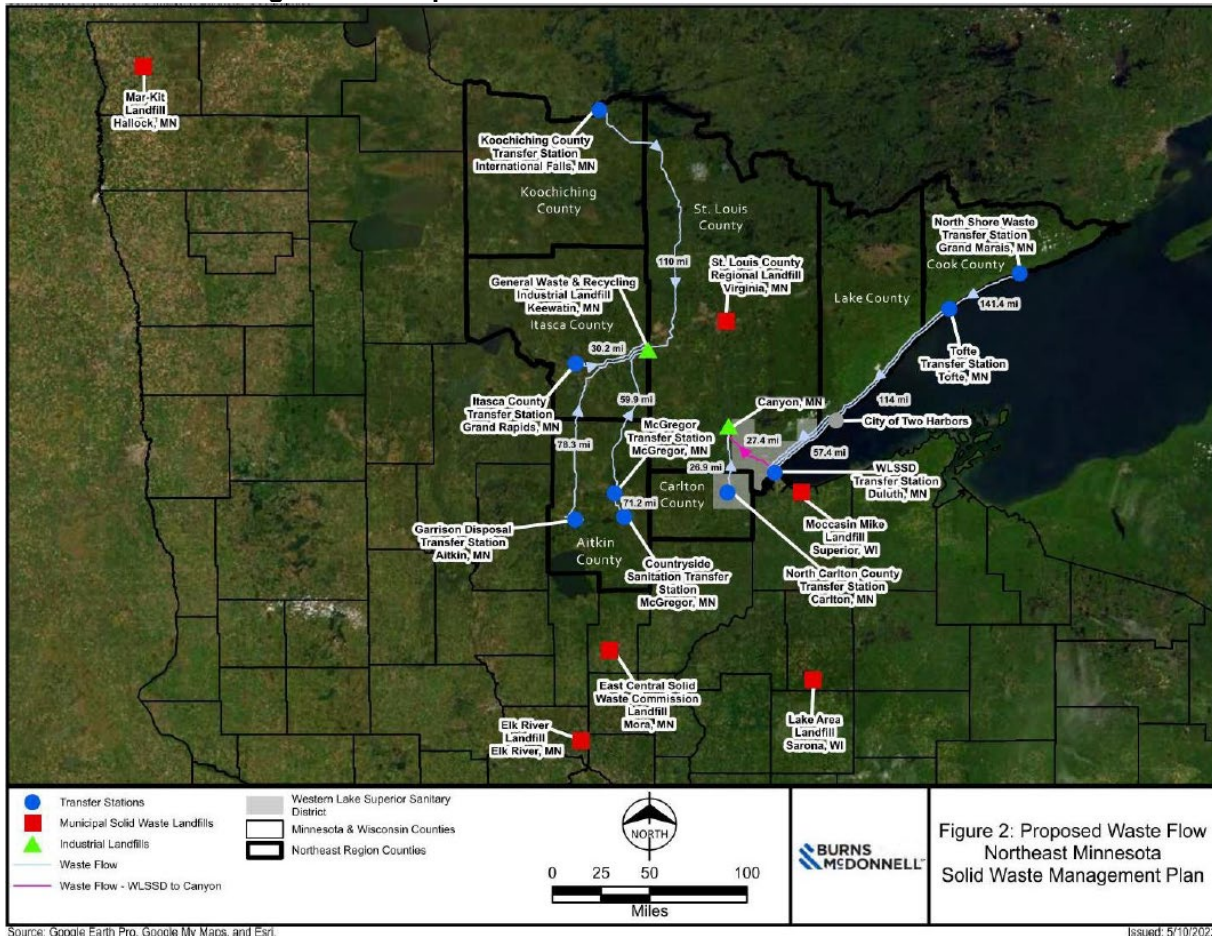 Mar-Kit
Landfill
Hallock, MN
Koochiching County
Transfer Station
International Falls, MN
Koochiching
County
St. Louis
County
North Shore Waste
Transfer Station
Grand Marais, MN
Cook County
110 mi
St. Louis County
Regional Landfill
Virginia, MN
Lake County
141.4 mi
General Waste & Recycling
Industrial Landfill
Keewatin, MN
Itasca County
30.2 mi
Tofte
Transfer Station
Tofte, MN
Itasca County
Transfer Station
Grand Rapids, MN
59.9 mi
114 mi
Canyon, MN
City of Two Harbors
McGregor
Transfer Station
McGregor, MN
78.3 mi
27.4 mi
57.4 mi
26.9 mi
WLSSD
Transfer Station
Duluth, MN
Carlton
County
71.2 mi
Moccasin Mike
Landfill
Superior, WI
Garrison Disposal
Transfer Station
Aitkin, MN
Aitkin
County
Countryside
Sanitation Transfer
Station
McGregor, MN
North Carlton County
Transfer Station
Carlton, MN
East Central Solid
Waste Commission
Landfill
Mora, MN
Lake Area
Landfill
Sarona, WI
Elk River
Landfill
Elk River, MN
Transfer Stations
Municipal Solid Waste Landfills
Industrial Landfills
Waste Flow
Waste Flow - WLSSD to Canyon
Western Lake Superior Sanitary
District
Minnesota & Wisconsin Counties
Northeast Region Counties
NORTH
0 25 50 100
Miles
BURNS
MCDONNELL
Figure 2: Proposed Waste Flow
Northeast Minnesota
Solid Waste Management Plan
Source: Google Earth Pro, Google My Maps, and Esri.